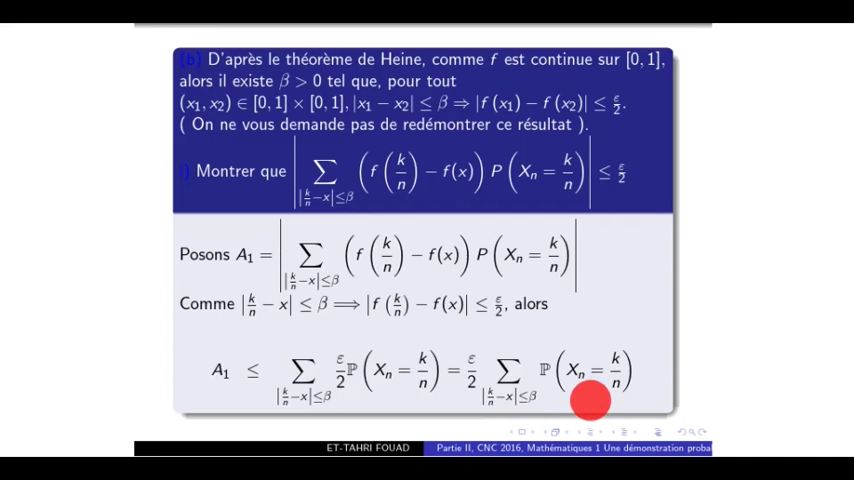 (b) D'après le théorème de Heine, comme f est continue sur [0, 1],
alors il existe β > 0 tel que, pour tout
(x₁, x₂) ∈ [0, 1] × [0, 1], |x₁ − x₂| ≤ β ⇒ |f (x₁) − f (x₂)| ≤ ε/2.
( On ne vous demande pas de redémontrer ce résultat ).
i) Montrer que |∑_{|k/n − x| ≤ β} (f (k/n) − f(x)) P (Xₙ = k/n)| ≤ ε/2
Posons A₁ = |∑_{|k/n − x| ≤ β} (f (k/n) − f(x)) P (Xₙ = k/n)|
Comme |k/n − x| ≤ β ⟹ |f (k/n) − f(x)| ≤ ε/2, alors
A₁ ≤ ∑_{|k/n − x| ≤ β} ε/2 ℙ (Xₙ = k/n) = ε/2 ∑_{|k/n − x| ≤ β} ℙ (Xₙ = k/n)
ET-TAHRI FOUAD Partie II, CNC 2016, Mathématiques 1 Une démonstration proba